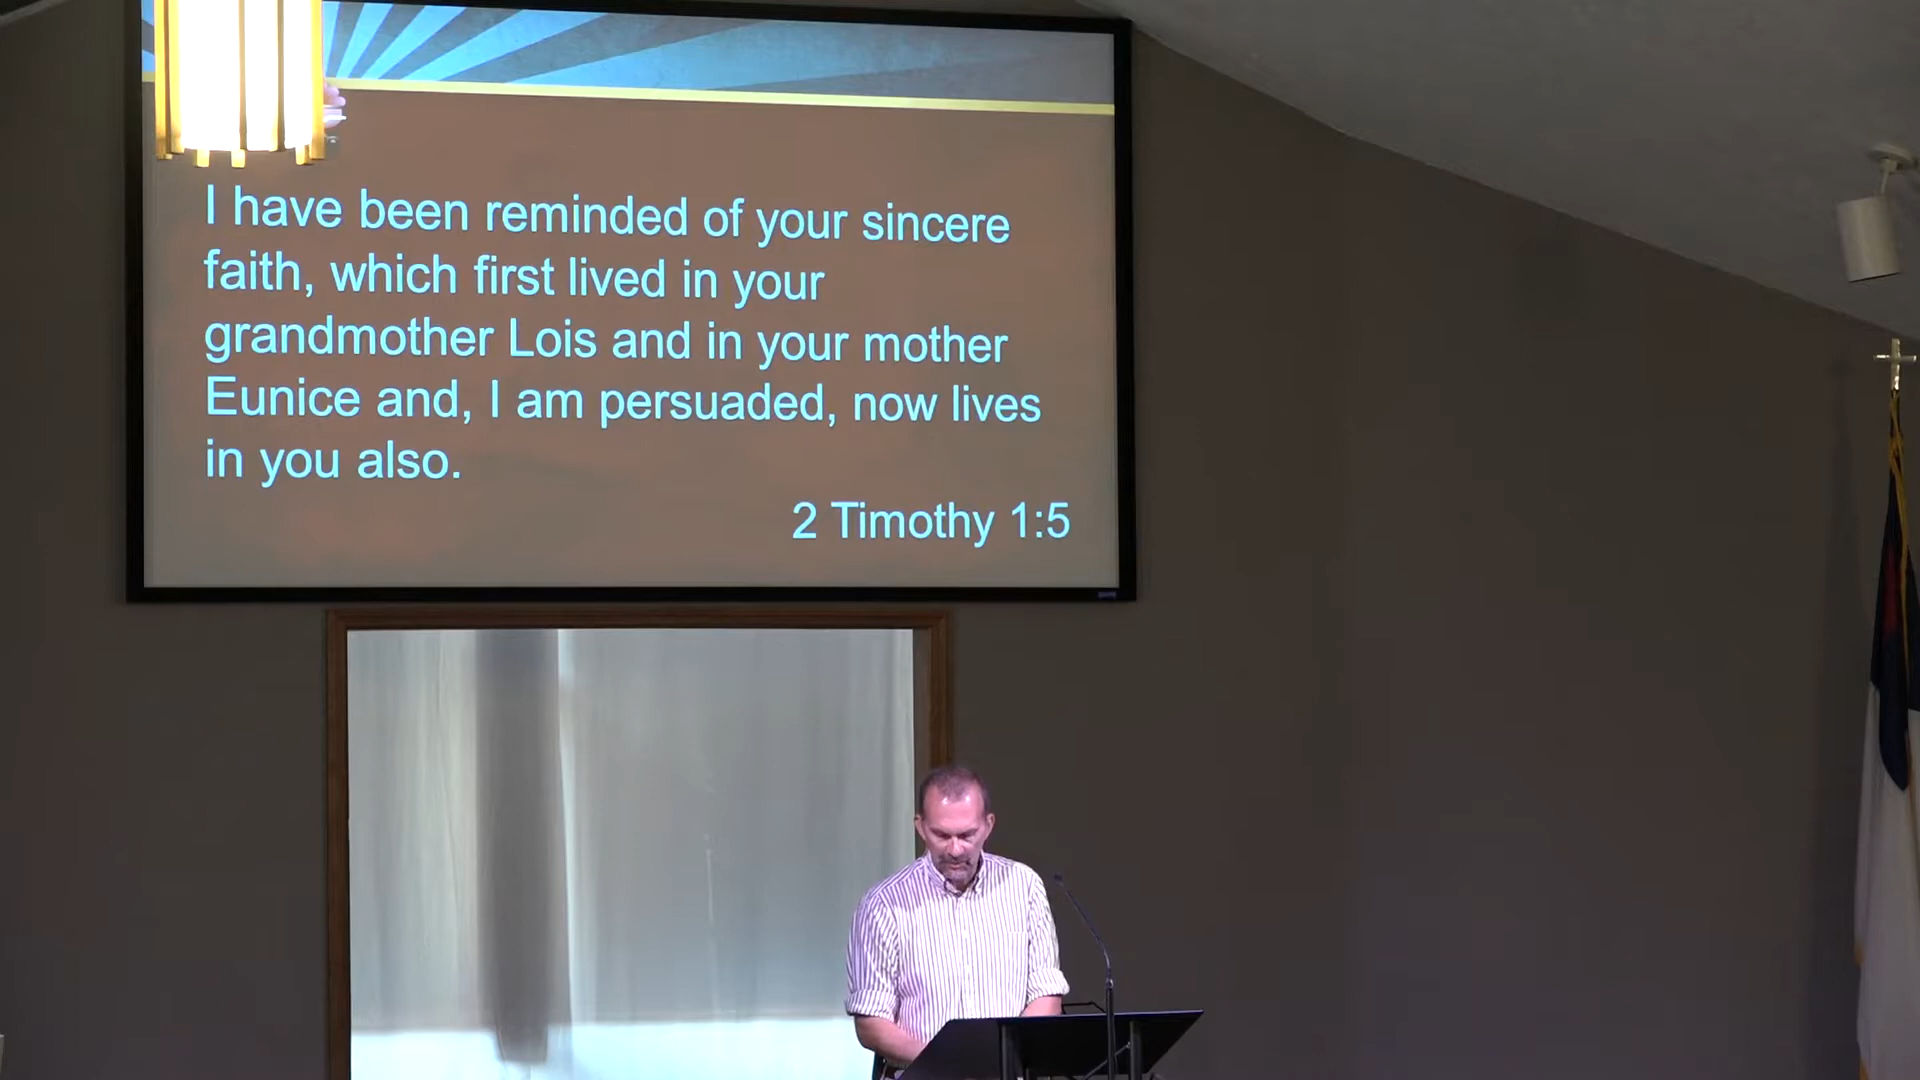 I have been reminded of your sincere
faith, which first lived in your
grandmother Lois and in your mother
Eunice and, I am persuaded, now lives
in you also.
2 Timothy 1:5